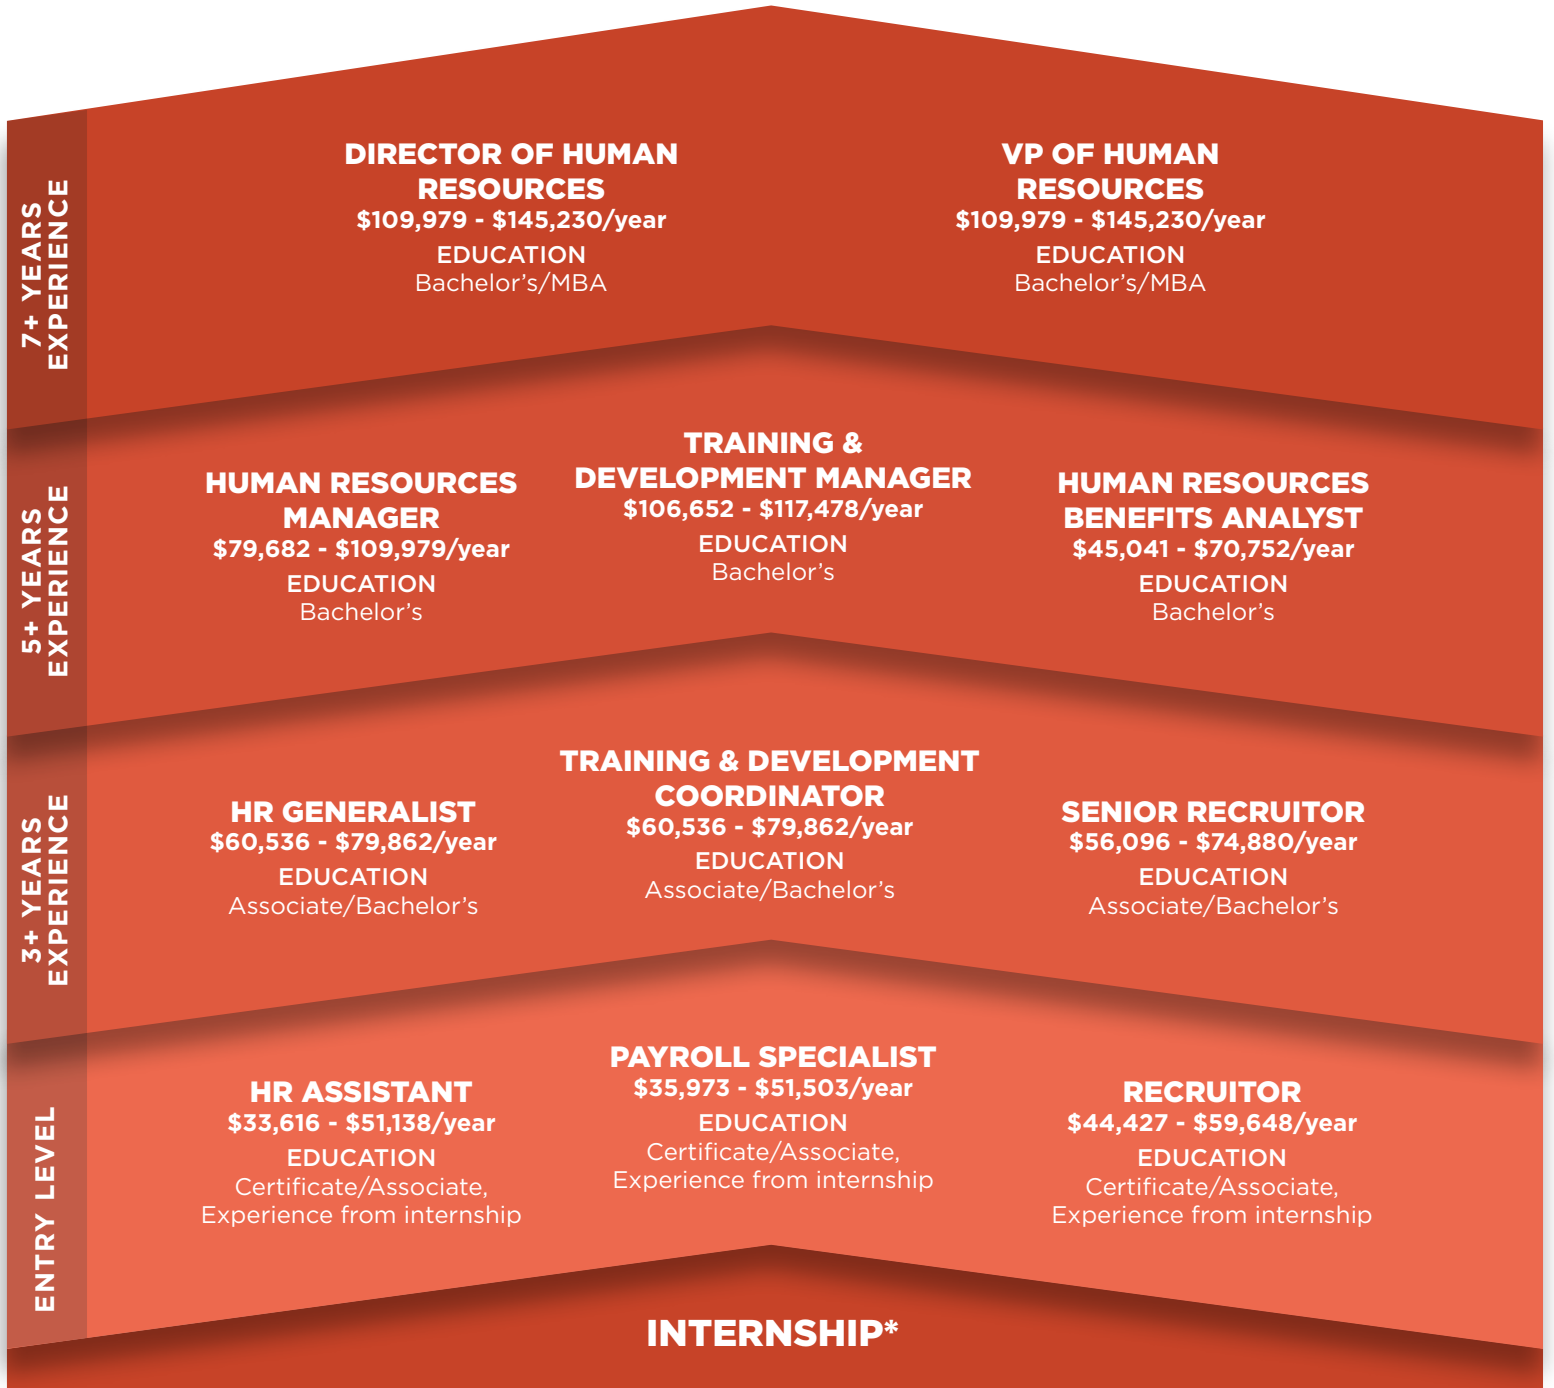 7+ YEARS
EXPERIENCE
DIRECTOR OF HUMAN
RESOURCES
$109,979 - $145,230/year
EDUCATION
Bachelor’s/MBA
VP OF HUMAN
RESOURCES
$109,979 - $145,230/year
EDUCATION
Bachelor’s/MBA
5+ YEARS
EXPERIENCE
HUMAN RESOURCES
MANAGER
$79,682 - $109,979/year
EDUCATION
Bachelor’s
TRAINING &
DEVELOPMENT MANAGER
$106,652 - $117,478/year
EDUCATION
Bachelor’s
HUMAN RESOURCES
BENEFITS ANALYST
$45,041 - $70,752/year
EDUCATION
Bachelor’s
3+ YEARS
EXPERIENCE
HR GENERALIST
$60,536 - $79,862/year
EDUCATION
Associate/Bachelor’s
TRAINING & DEVELOPMENT
COORDINATOR
$60,536 - $79,862/year
EDUCATION
Associate/Bachelor’s
SENIOR RECRUITOR
$56,096 - $74,880/year
EDUCATION
Associate/Bachelor’s
ENTRY LEVEL
HR ASSISTANT
$33,616 - $51,138/year
EDUCATION
Certificate/Associate,
Experience from internship
PAYROLL SPECIALIST
$35,973 - $51,503/year
EDUCATION
Certificate/Associate,
Experience from internship
RECRUITOR
$44,427 - $59,648/year
EDUCATION
Certificate/Associate,
Experience from internship
INTERNSHIP*